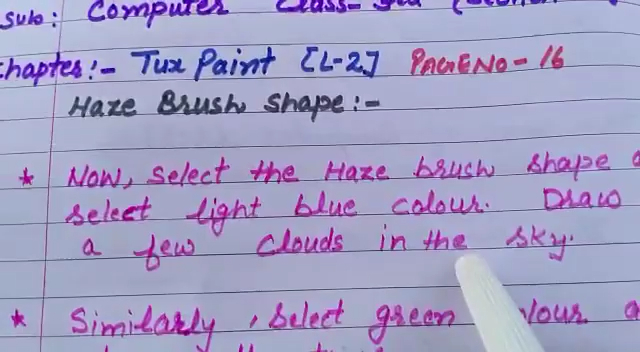 Sub: Computer Class-
Chapter:- Tux Paint [L-2] PAGE NO - 16
Haze Brush Shape:-
* Now, select the Haze brush shape
select light blue colour. Draw
a few clouds in the sky.
* Similarly, select green